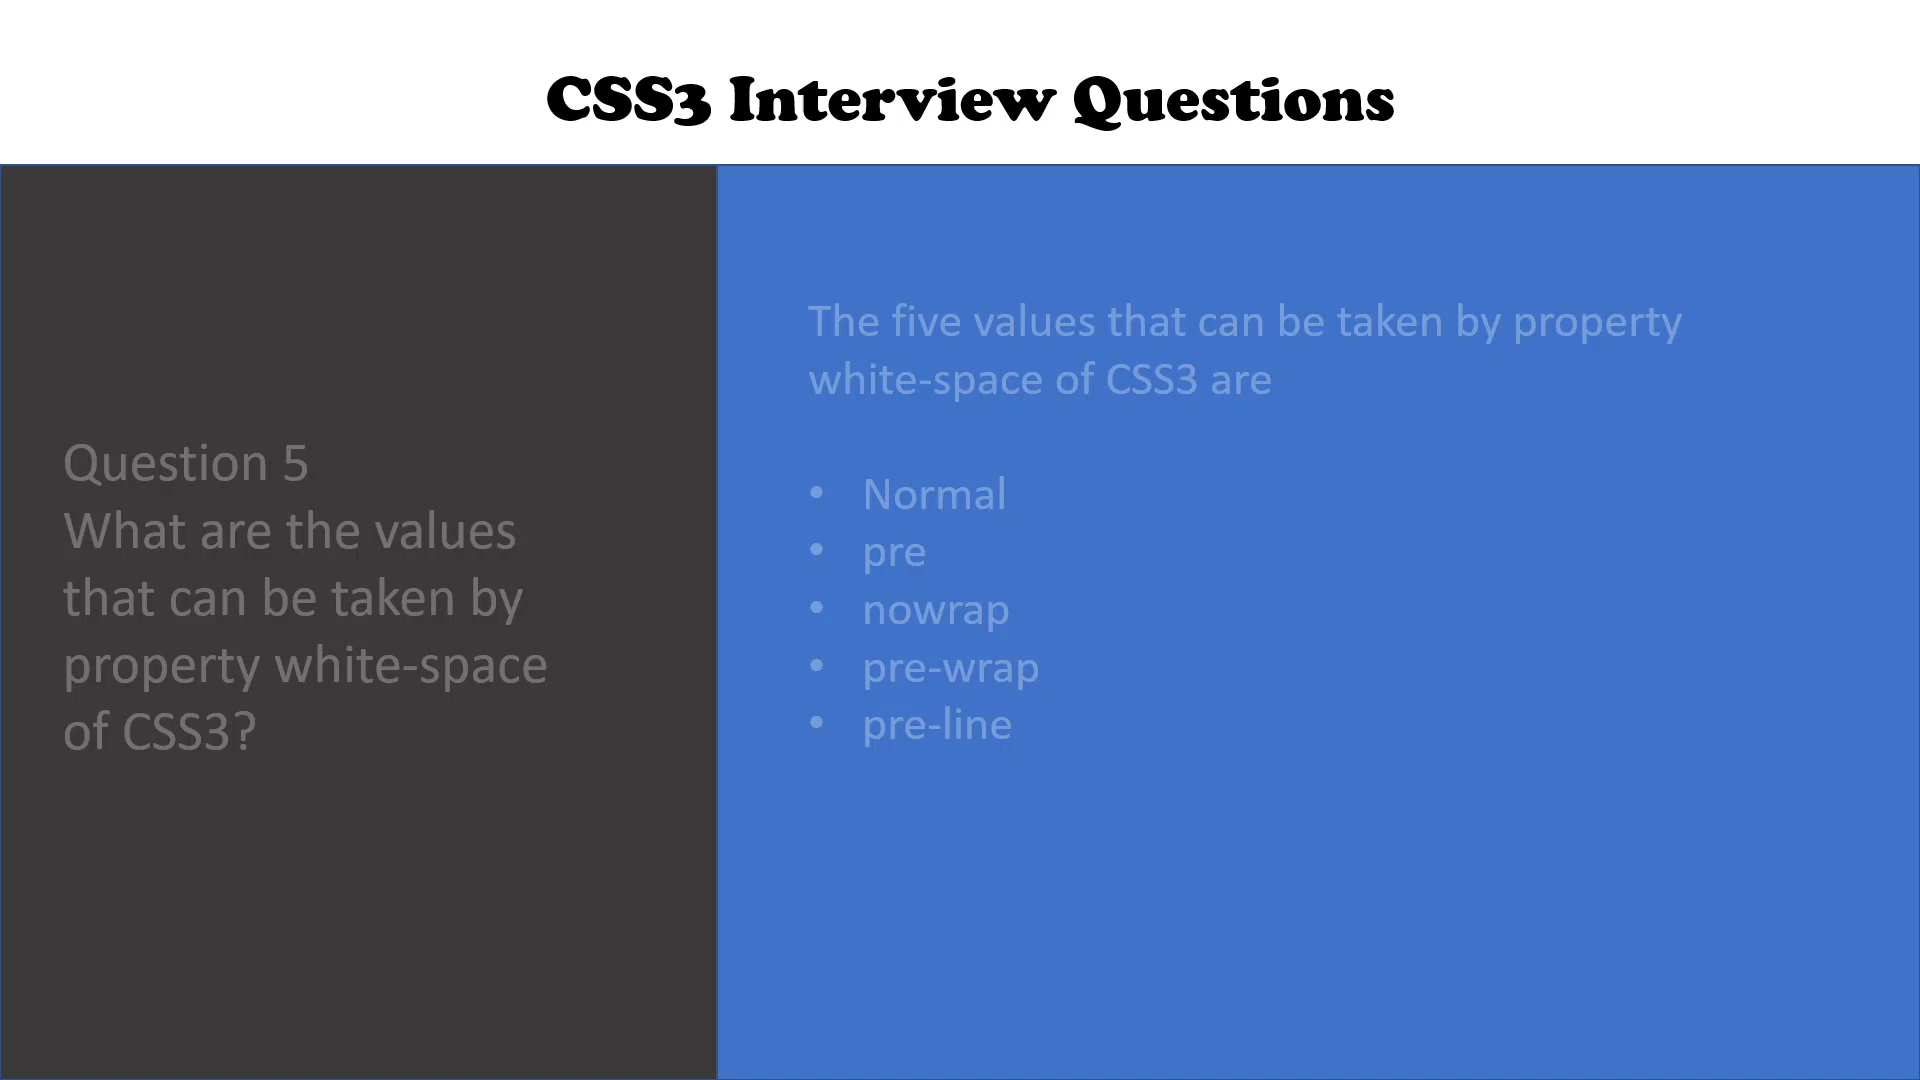 CSS3 Interview Questions
Question 5
What are the values
that can be taken by
property white-space
of CSS3?
The five values that can be taken by property
white-space of CSS3 are
• Normal
• pre
• nowrap
• pre-wrap
• pre-line